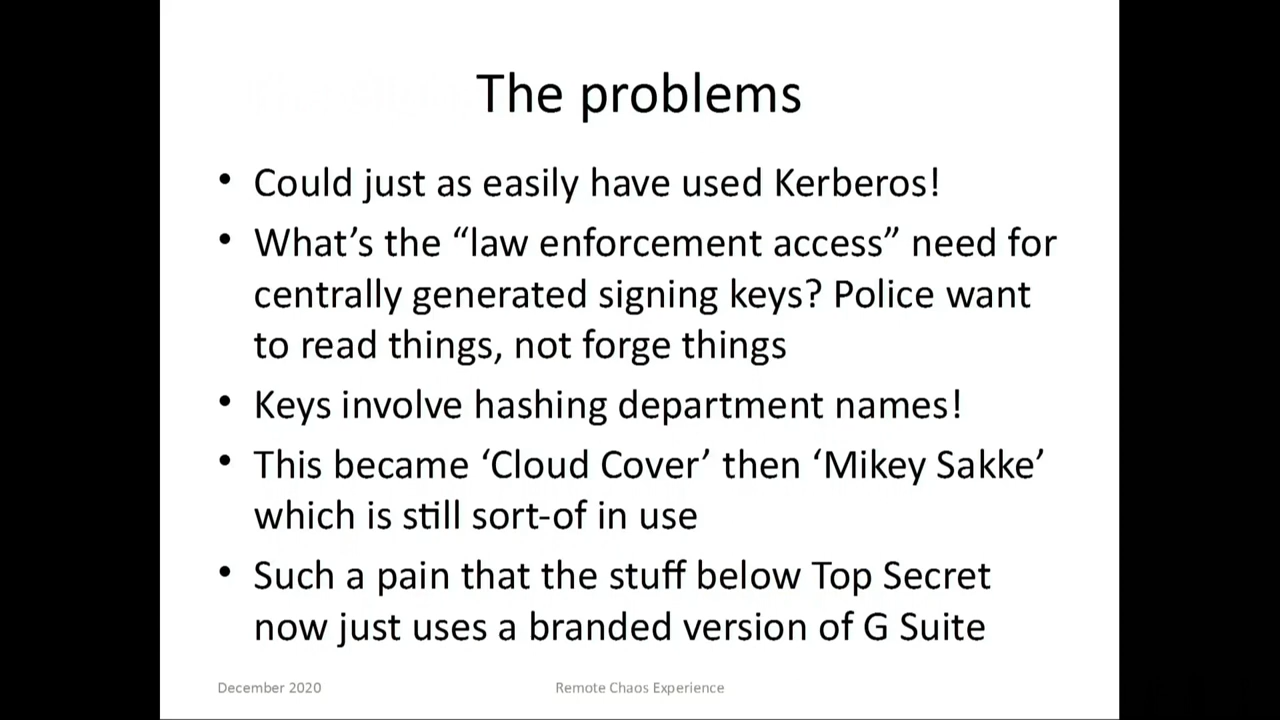 The problems
• Could just as easily have used Kerberos!
• What’s the “law enforcement access” need for
centrally generated signing keys? Police want
to read things, not forge things
• Keys involve hashing department names!
• This became ‘Cloud Cover’ then ‘Mikey Sakke’
which is still sort-of in use
• Such a pain that the stuff below Top Secret
now just uses a branded version of G Suite
December 2020
Remote Chaos Experience